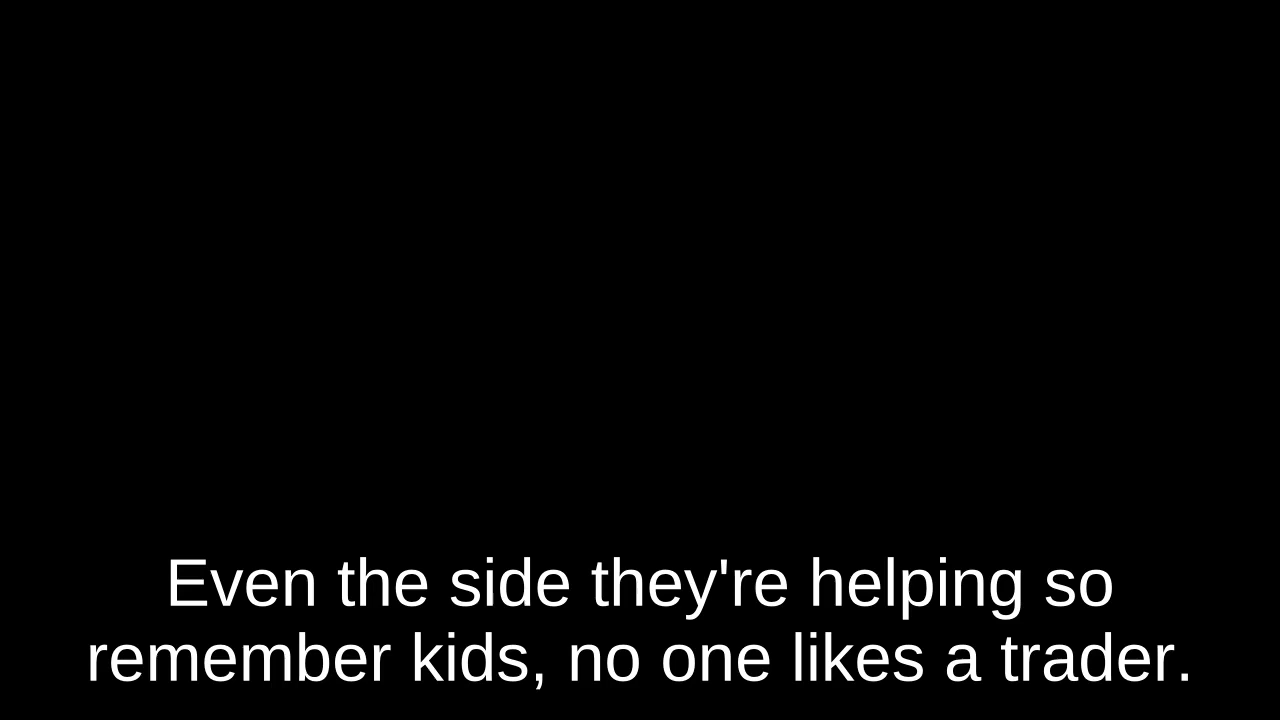 Even the side they're helping so
remember kids, no one likes a trader.